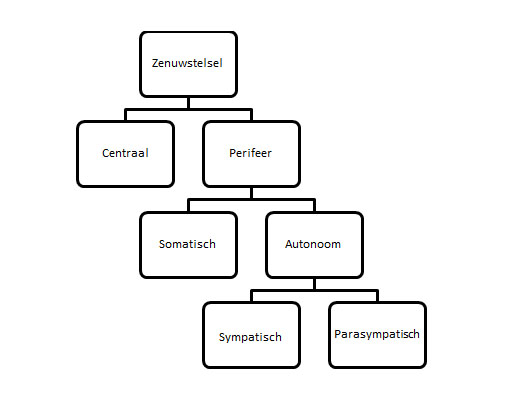 Zenuwstelsel
Centraal
Perifeer
Somatisch
Autonoom
Sympatisch
Parasympatisch